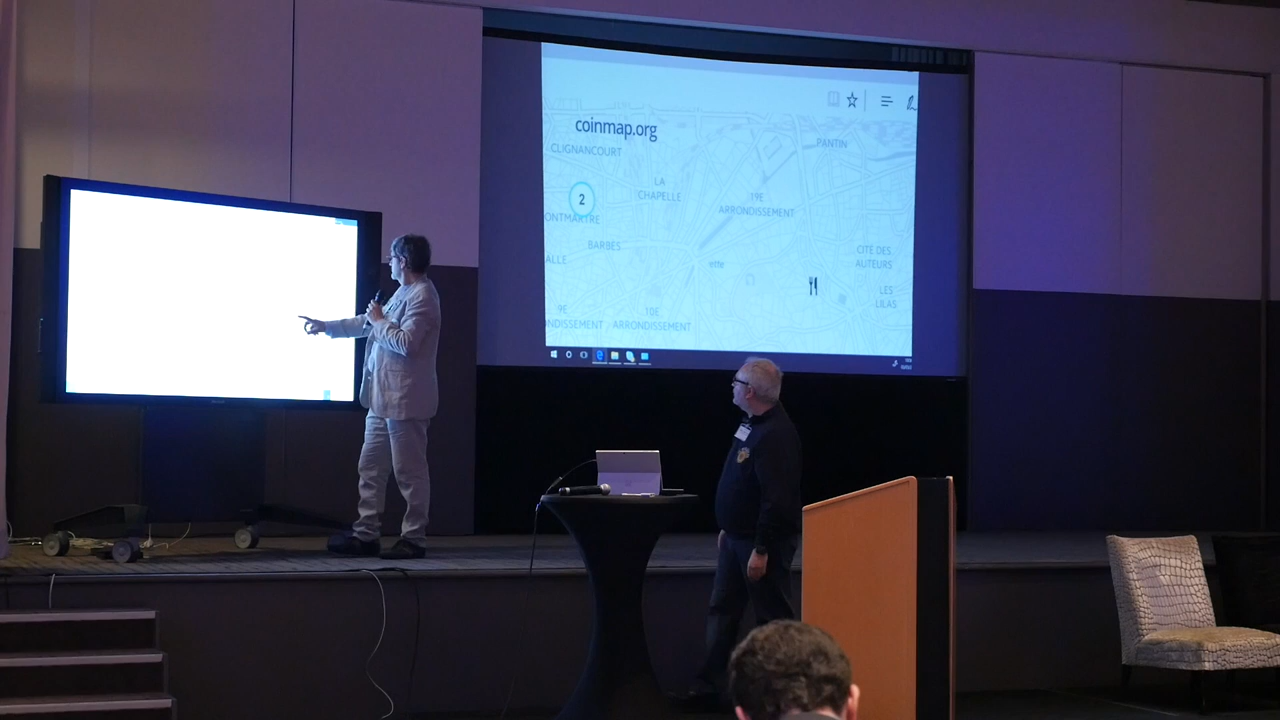 coinmap.org
CLIGNANCOURT
PANTIN
LA
CHAPELLE
19E
ARRONDISSEMENT
2
ONTMARTRE
BARBES
ALLE
ette
CITE DES
AUTEURS
LES
LILAS
9E
NDISSEMENT
10E
ARRONDISSEMENT